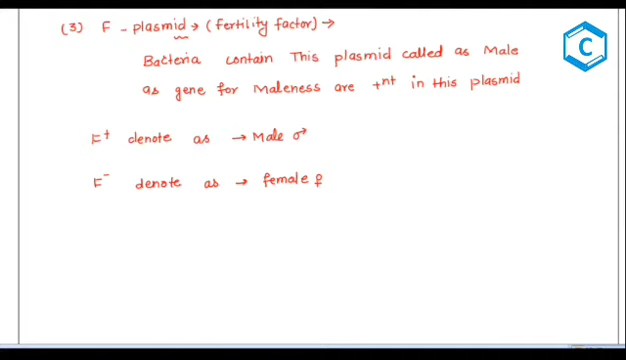 (3) F - plasmid → (fertility factor) →
Bacteria contain This plasmid called as Male
as gene for Maleness are +nt in this plasmid
F+ denote as → Male ♂
F- denote as → female ♀
C